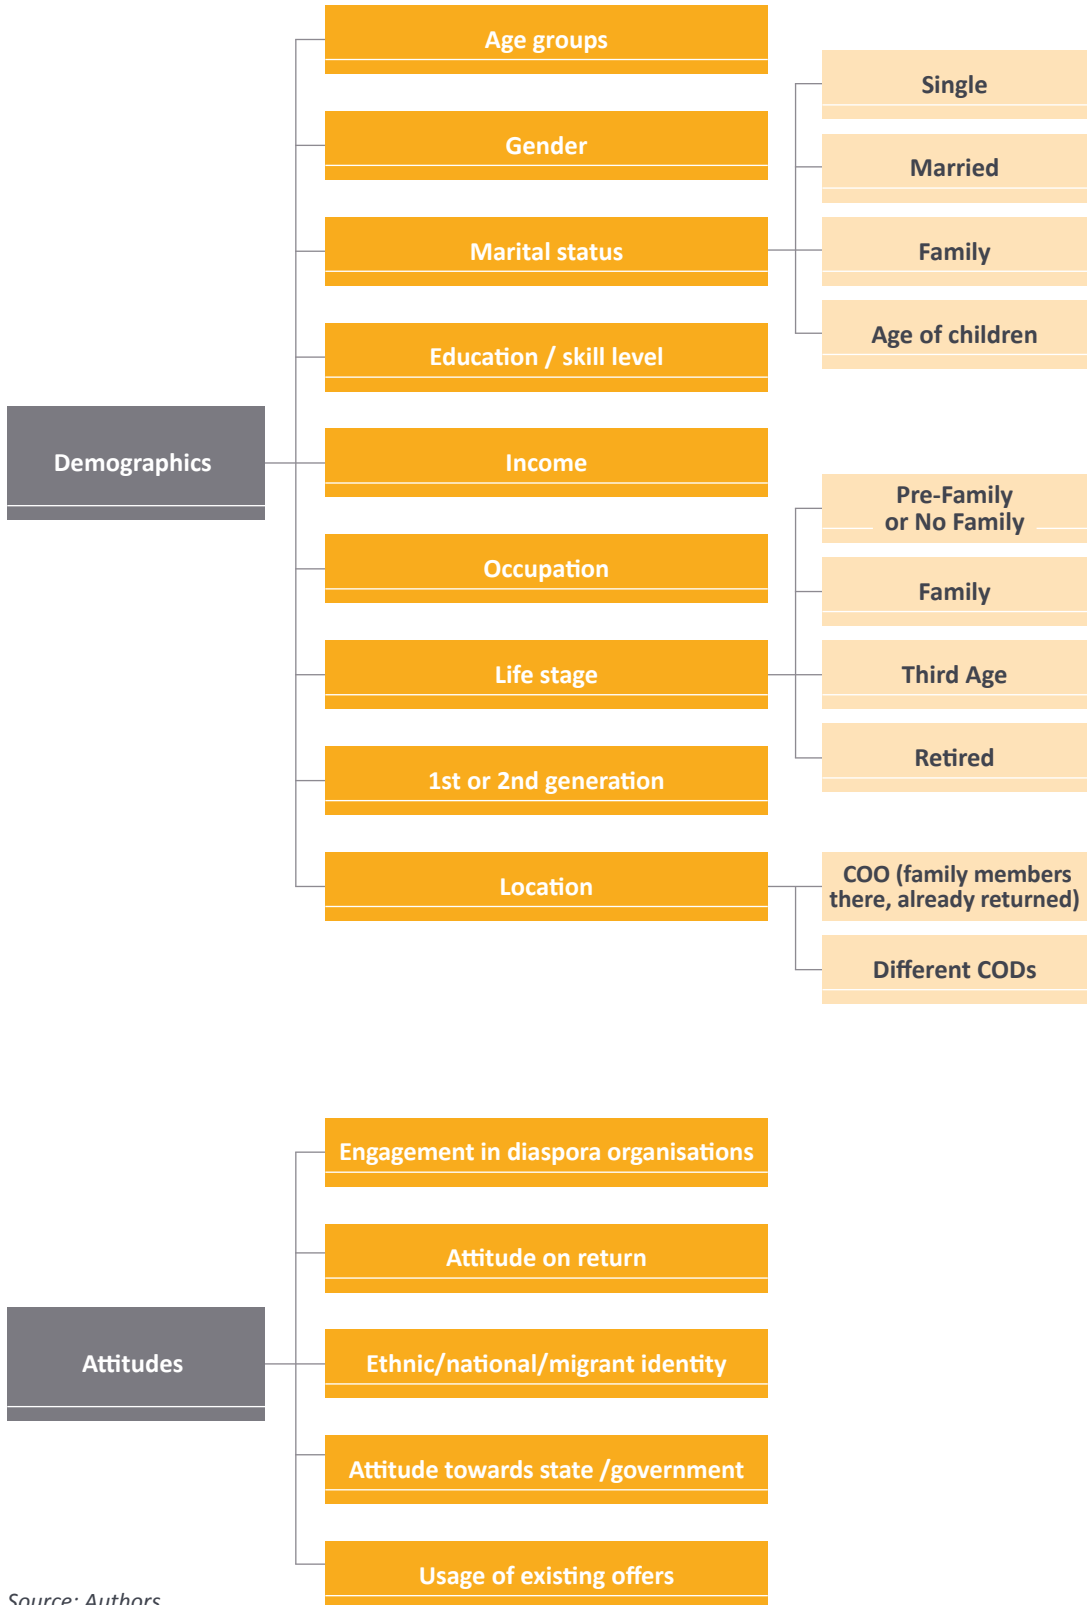 Demographics
Age groups
Gender
Marital status
Single
Married
Family
Age of children
Education / skill level
Income
Occupation
Life stage
Pre-Family
or No Family
Family
Third Age
Retired
1st or 2nd generation
Location
COO (family members
there, already returned)
Different CODs
Attitudes
Engagement in diaspora organisations
Attitude on return
Ethnic/national/migrant identity
Attitude towards state /government
Usage of existing offers
Source: Authors